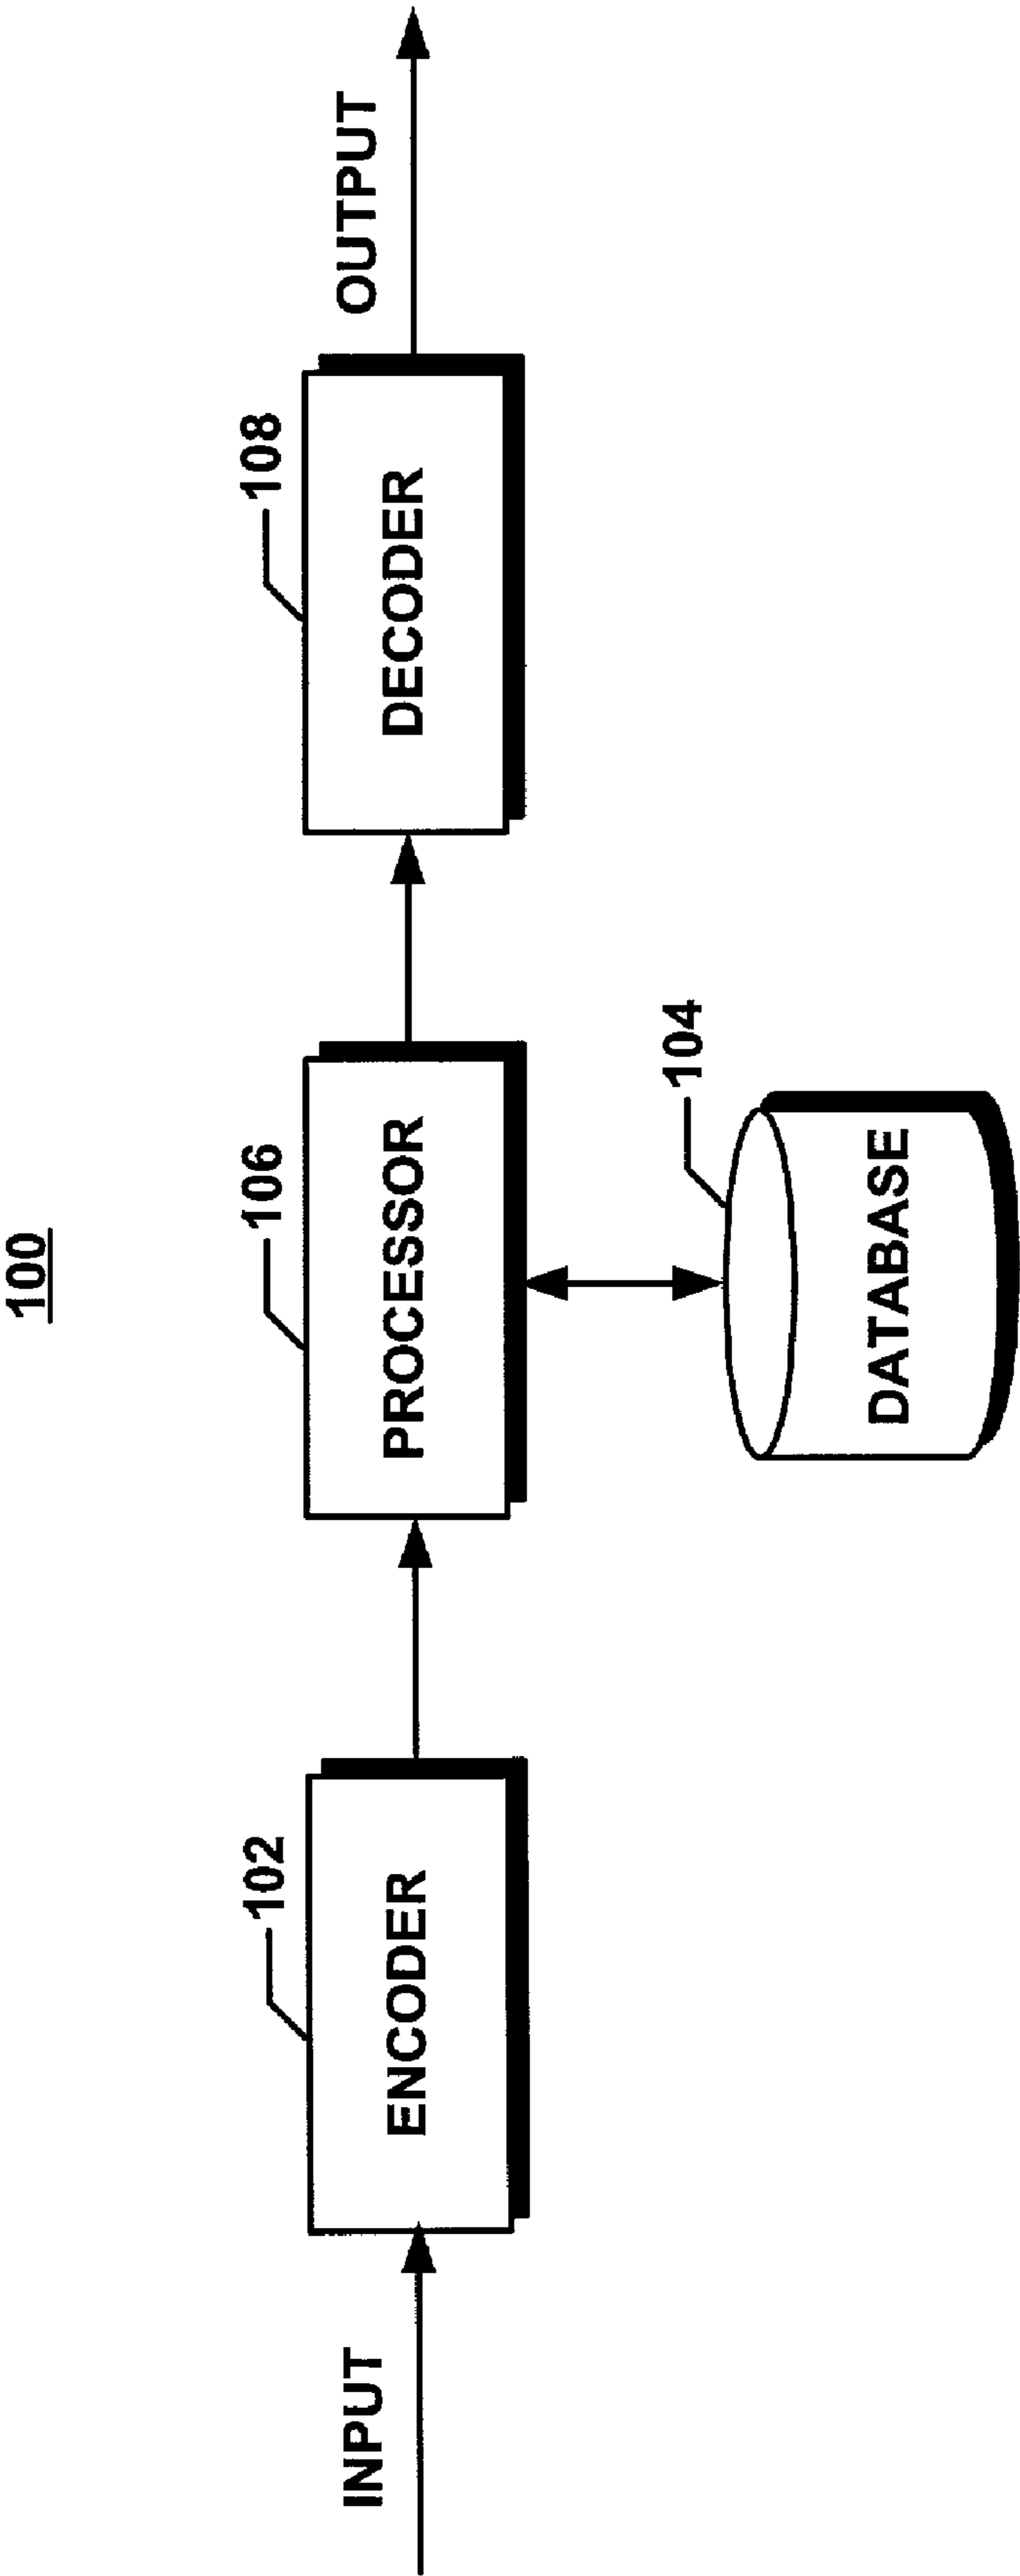 100
102
106
108
INPUT
ENCODER
PROCESSOR
DECODER
OUTPUT
104
DATABASE